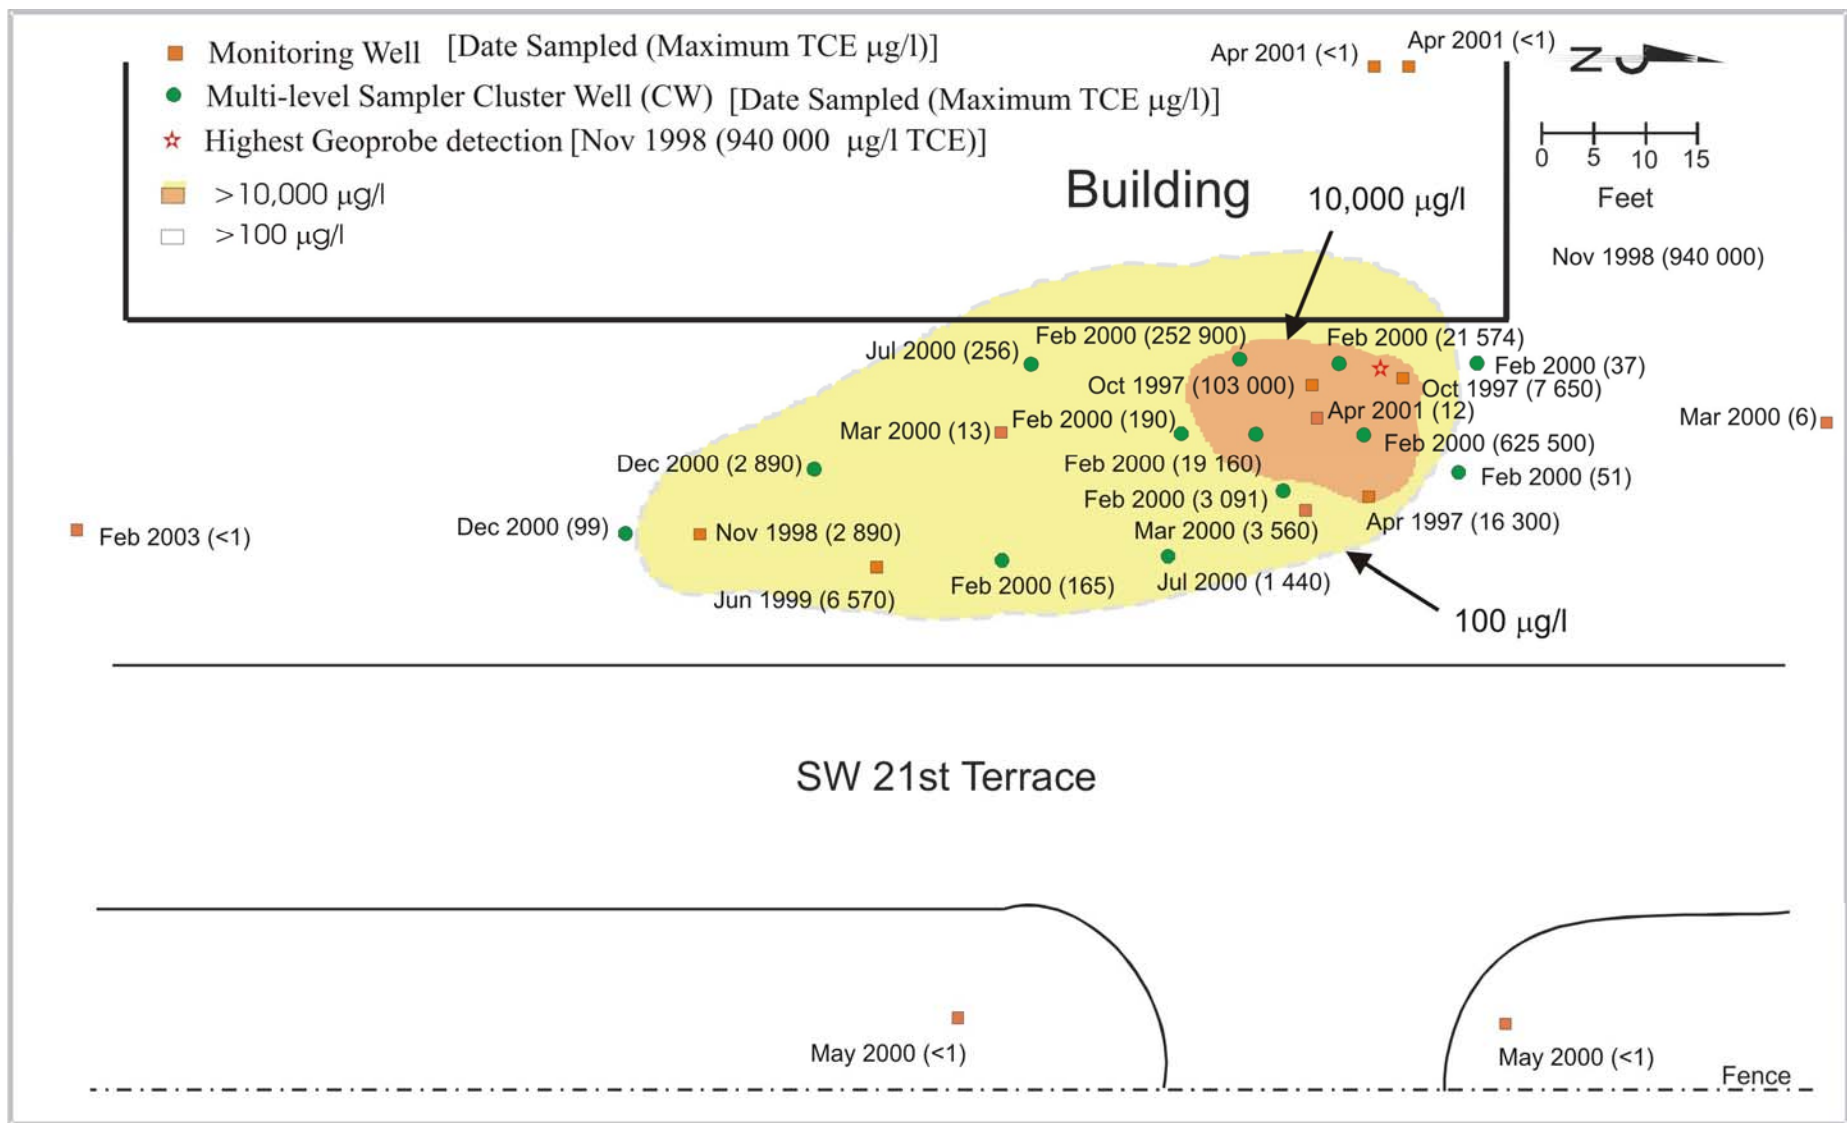 Monitoring Well [Date Sampled (Maximum TCE µg/l)]
Multi-level Sampler Cluster Well (CW) [Date Sampled (Maximum TCE µg/l)]
Highest Geoprobe detection [Nov 1998 (940 000 µg/l TCE)]
>10,000 µg/l
>100 µg/l
Apr 2001 (<1)
Apr 2001 (<1)
N
0 5 10 15
Feet
Building
10,000 µg/l
Nov 1998 (940 000)
Feb 2000 (252 900)
Feb 2000 (21 574)
Jul 2000 (256)
Feb 2000 (37)
Oct 1997 (103 000)
Oct 1997 (7 650)
Apr 2001 (12)
Mar 2000 (6)
Feb 2000 (190)
Mar 2000 (13)
Feb 2000 (625 500)
Dec 2000 (2 890)
Feb 2000 (19 160)
Feb 2000 (51)
Feb 2000 (3 091)
Apr 1997 (16 300)
Dec 2000 (99)
Nov 1998 (2 890)
Mar 2000 (3 560)
Feb 2003 (<1)
Jun 1999 (6 570)
Feb 2000 (165)
Jul 2000 (1 440)
100 µg/l
SW 21st Terrace
May 2000 (<1)
May 2000 (<1)
Fence